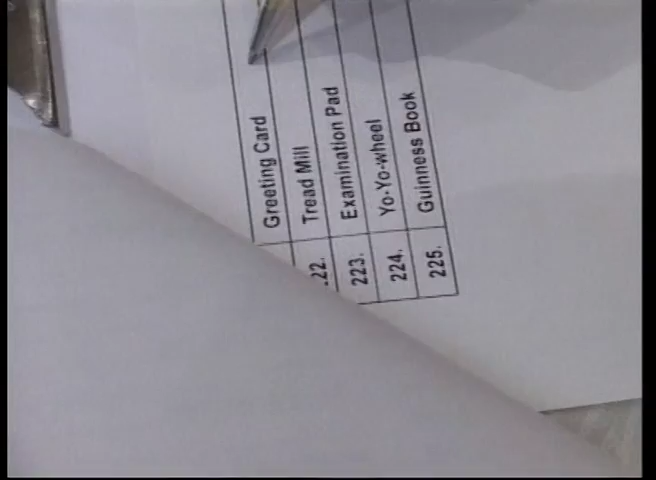 Greeting Card
22. Tread Mill
223. Examination Pad
224. Yo-Yo-wheel
225. Guinness Book